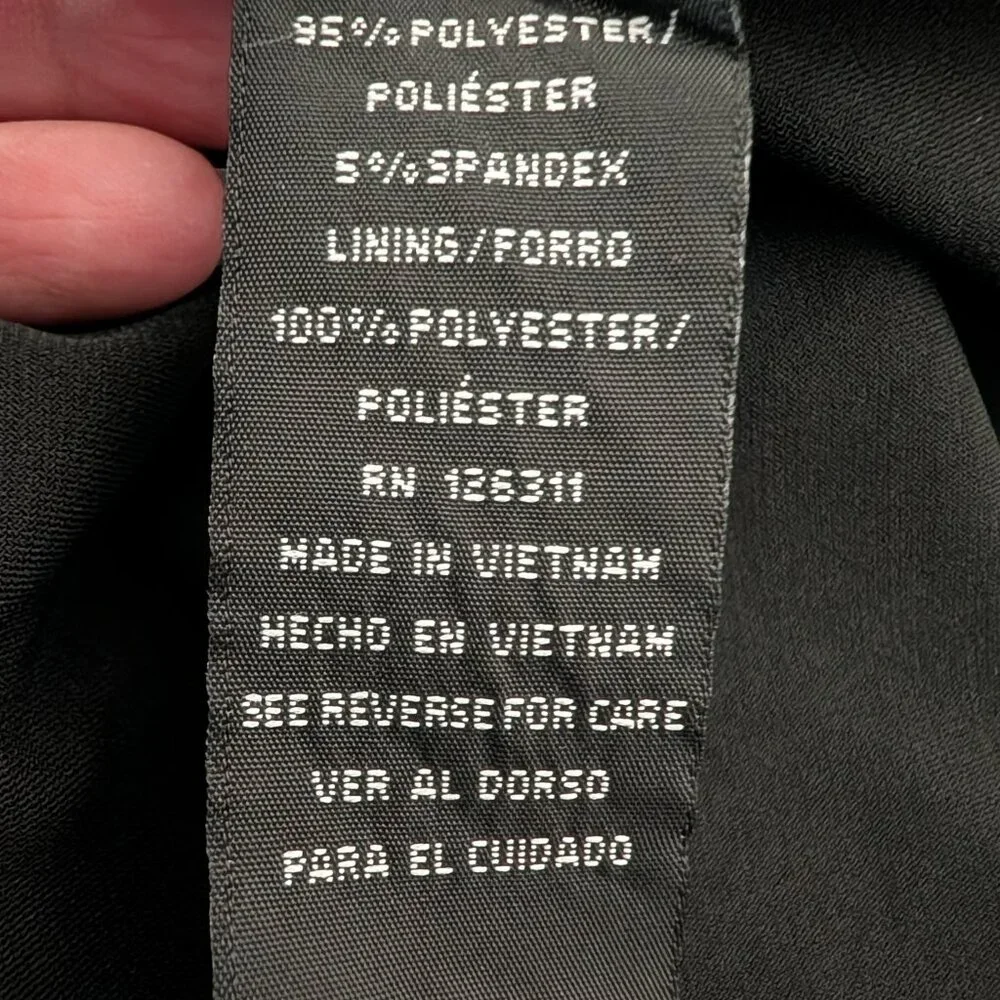 95% POLYESTER/
POLIÉSTER
5% SPANDEX
LINING/FORRO
100% POLYESTER/
POLIÉSTER
RN 126311
MADE IN VIETNAM
HECHO EN VIETNAM
SEE REVERSE FOR CARE
VER AL DORSO
PARA EL CUIDADO